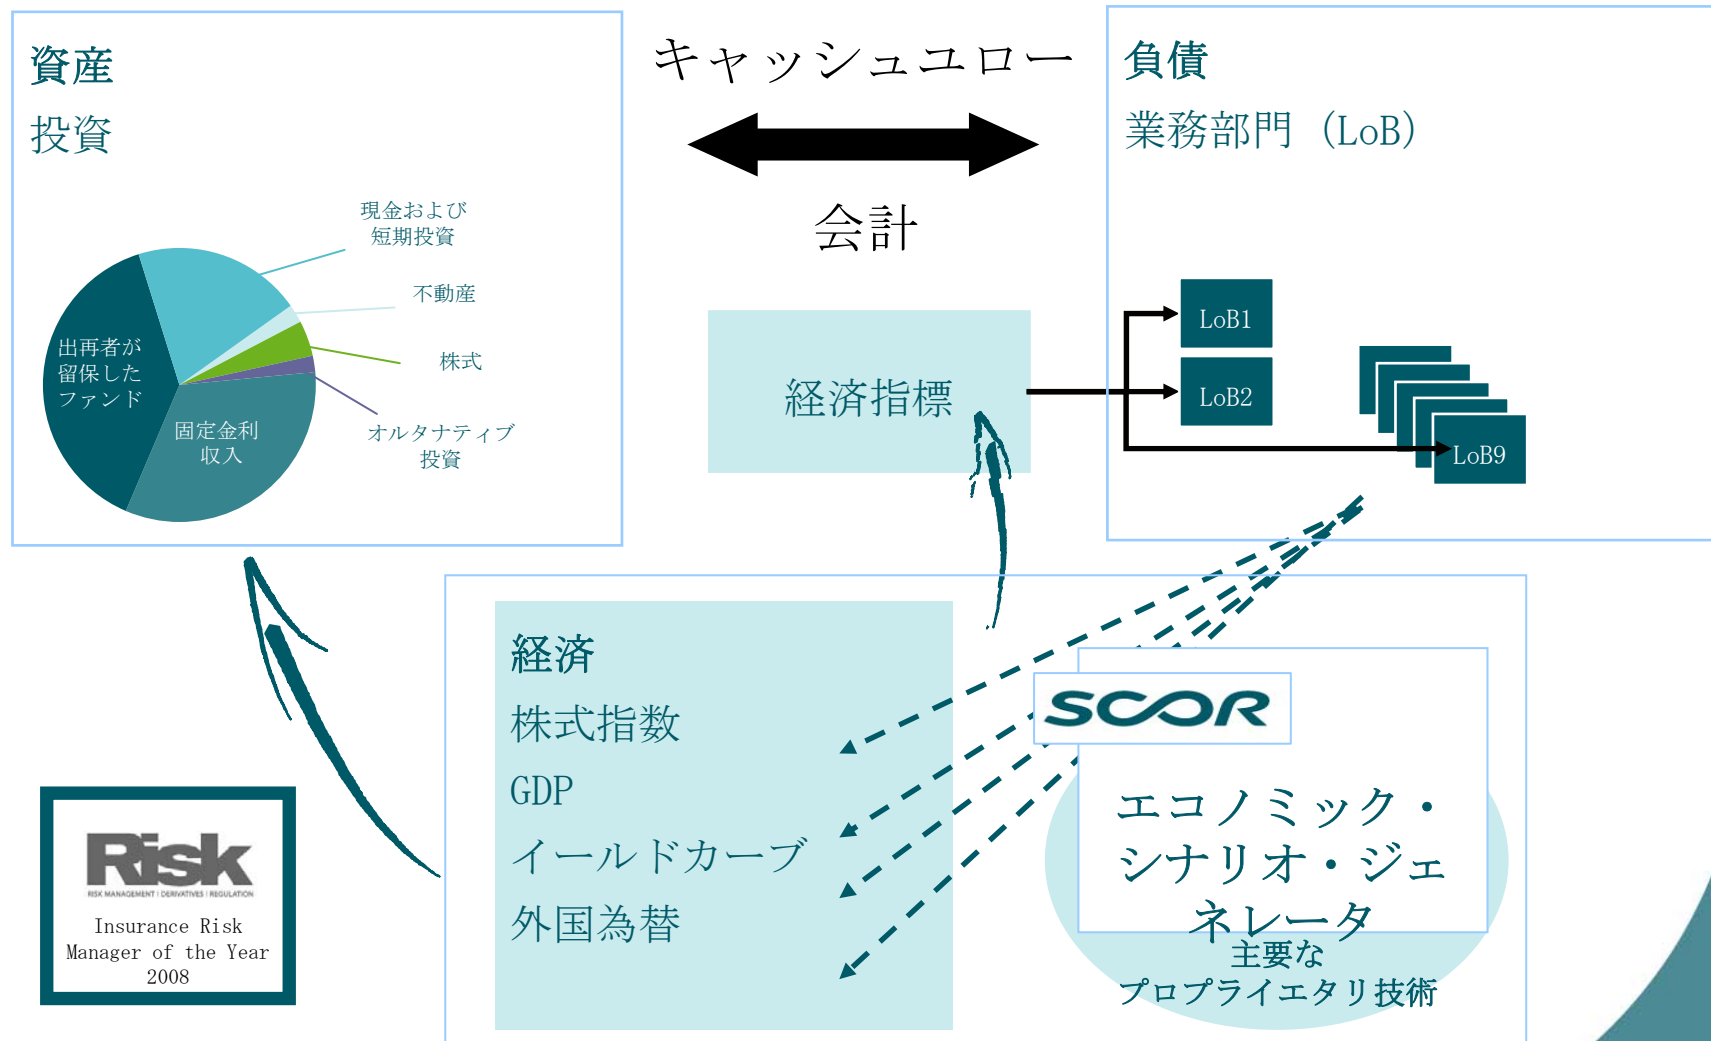 資産
投資
現金および
短期投資
不動産
株式
オルタナティブ
投資
出再者が
留保した
ファンド
固定金利
収入
キャッシュユロー
会計
経済指標
負債
業務部門 (LoB)
LoB1
LoB2
LoB9
経済
株式指数
GDP
イールドカーブ
外国為替
SCOR
エコノミック・
シナリオ・ジェ
ネレータ
主要な
プロプライエタリ技術
Risk
RISK MANAGEMENT | DERIVATIVES | REGULATION
Insurance Risk
Manager of the Year
2008